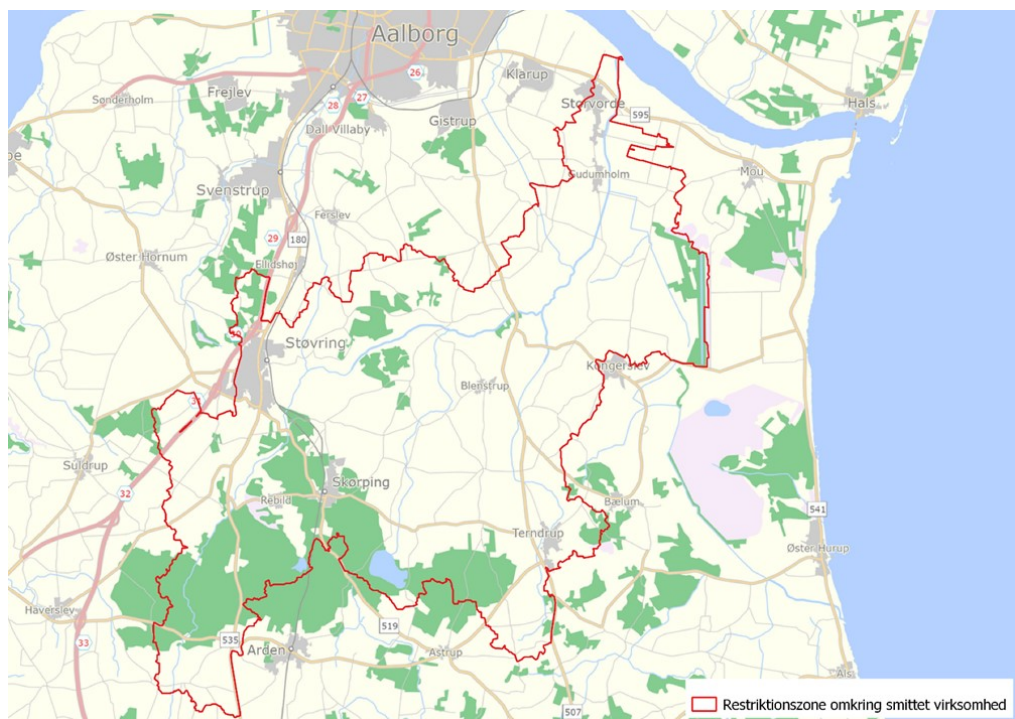 Aalborg
26
Klarup
Frejlev
27
Sønderholm
28
Storvorde
Hals
595
Dall Villaby
Gistrup
Mou
Svenstrup
Gudumholm
Ferslev
29
180
Øster Hornum
Ellidshøj
Støvring
Kongerslev
Blenstrup
Suldrup
Skørping
32
Rebild
Bælum
541
Terndrup
Øster Hurup
Haverslev
519
535
33
Arden
Astrup
Als
507
Restriktionszone omkring smittet virksomhed